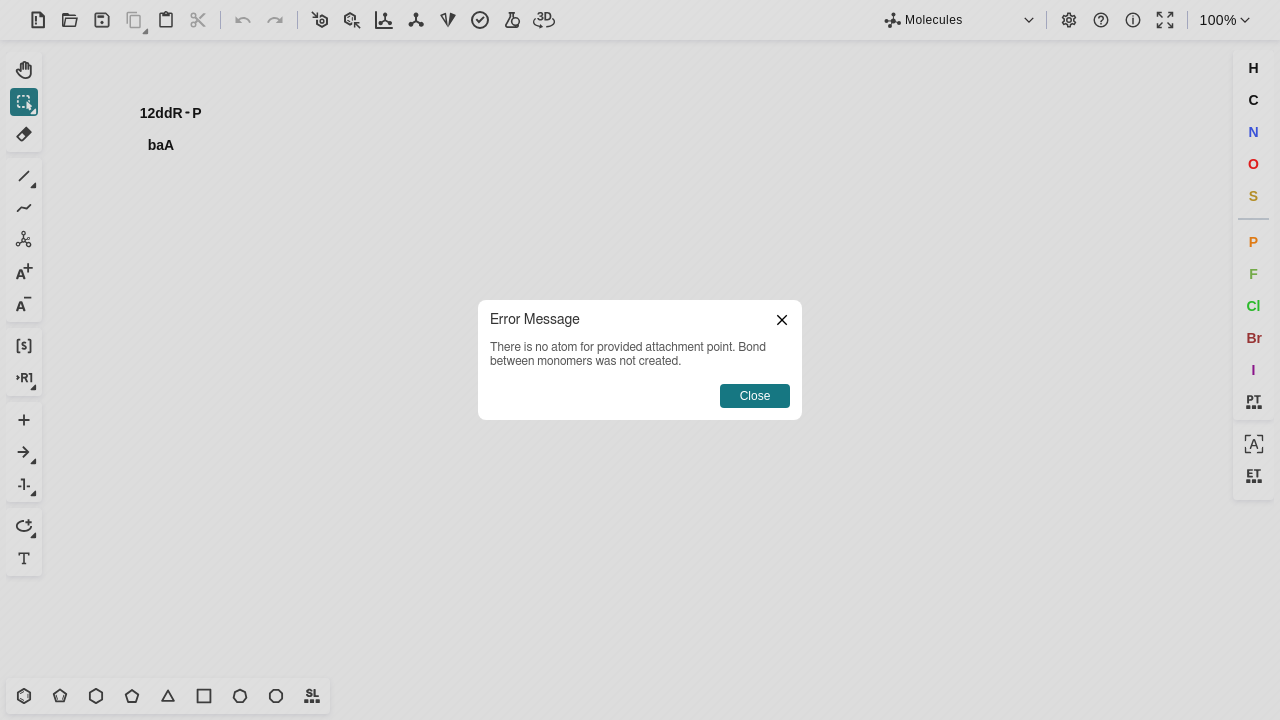 3D
Molecules
100%
12ddR-P
baA
H
C
N
O
S
P
F
Cl
Br
I
PT
A
ET
A+
A−
[S]
R1
T
Error Message
There is no atom for provided attachment point. Bond
between monomers was not created.
Close
SL